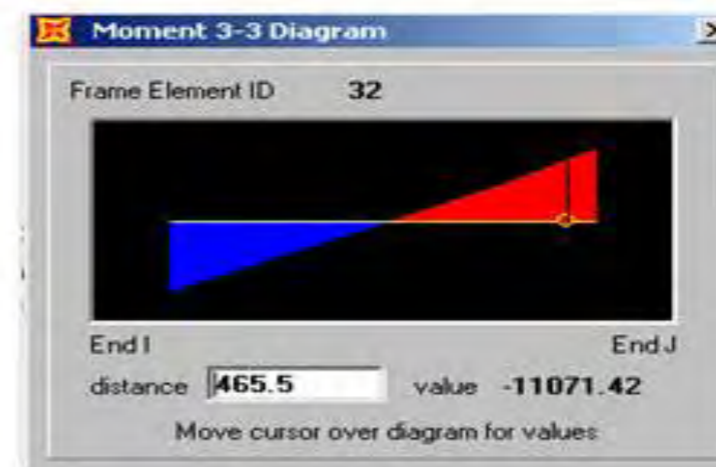 Moment 3-3 Diagram
Frame Element ID 32
End I End J
distance 465.5 value -11071.42
Move cursor over diagram for values